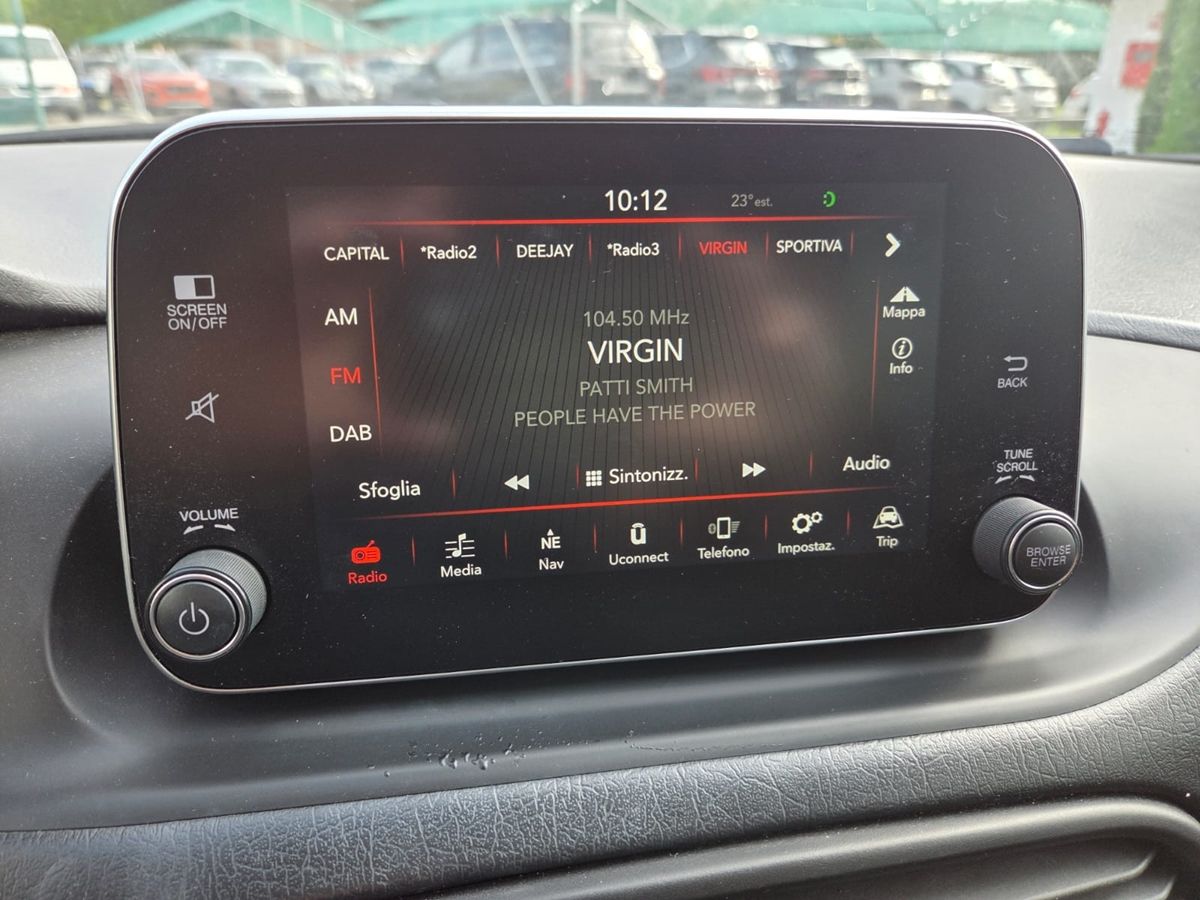 10:12 23° est.
CAPITAL *Radio2 DEEJAY *Radio3 VIRGIN SPORTIVA
SCREEN
ON/OFF
AM
FM
DAB
104.50 MHz
VIRGIN
PATTI SMITH
PEOPLE HAVE THE POWER
Mappa
i
Info
BACK
Sfoglia Sintonizz. Audio
VOLUME
TUNE
SCROLL
Radio
Media
NE
Nav
Uconnect
Telefono
Impostaz.
Trip
BROWSE
ENTER